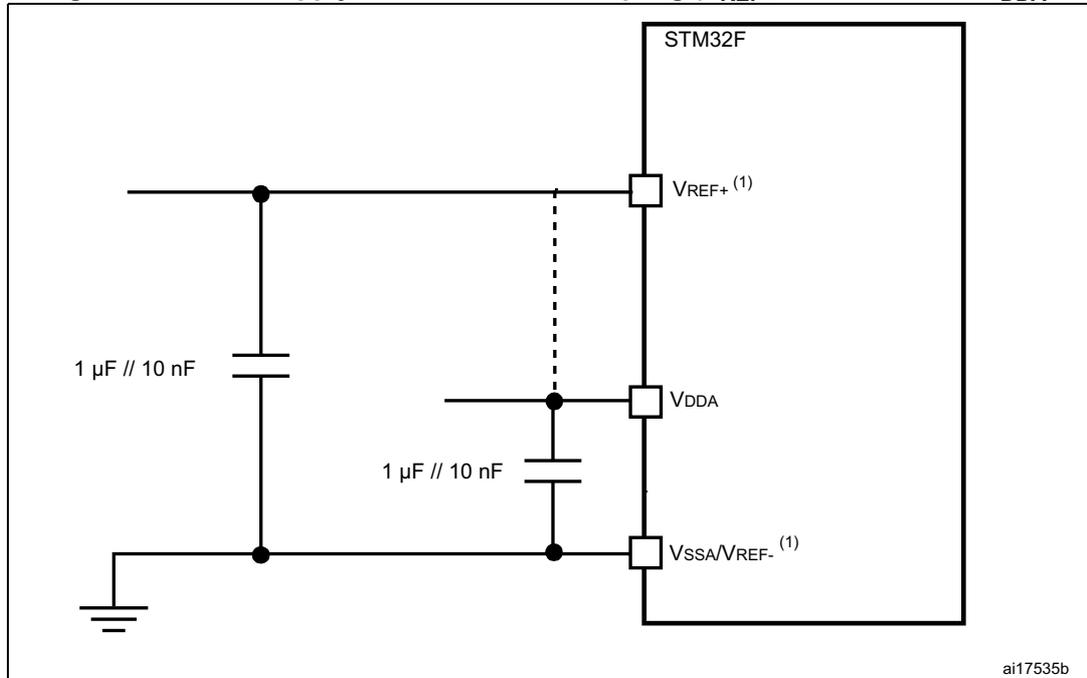 STM32F
VREF+ (1)
1 µF // 10 nF
VDDA
1 µF // 10 nF
VSSA/VREF- (1)
ai17535b